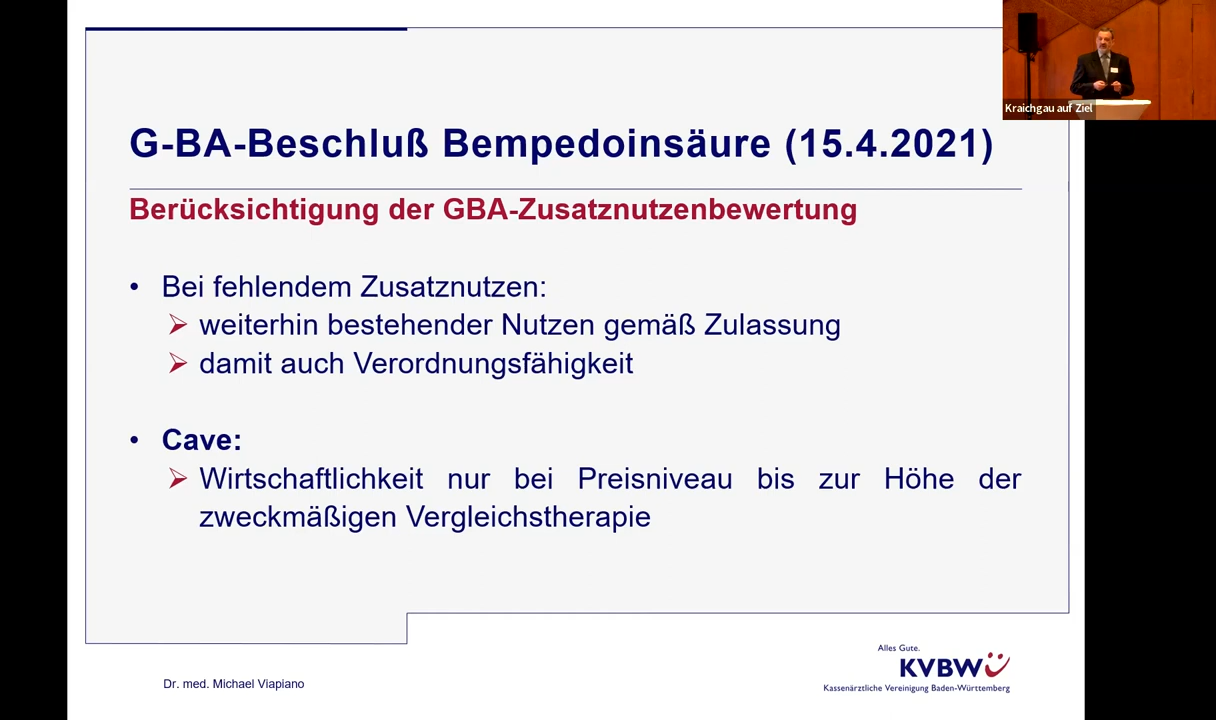 G-BA-Beschluß Bempedoinsäure (15.4.2021)
Kraichgau auf Ziel
Berücksichtigung der GBA-Zusatznutzenbewertung
• Bei fehlendem Zusatznutzen:
➢ weiterhin bestehender Nutzen gemäß Zulassung
➢ damit auch Verordnungsfähigkeit
• Cave:
➢ Wirtschaftlichkeit nur bei Preisniveau bis zur Höhe der
zweckmäßigen Vergleichstherapie
Alles Gute.
KVBW
Kassenärztliche Vereinigung Baden-Württemberg
Dr. med. Michael Viapiano